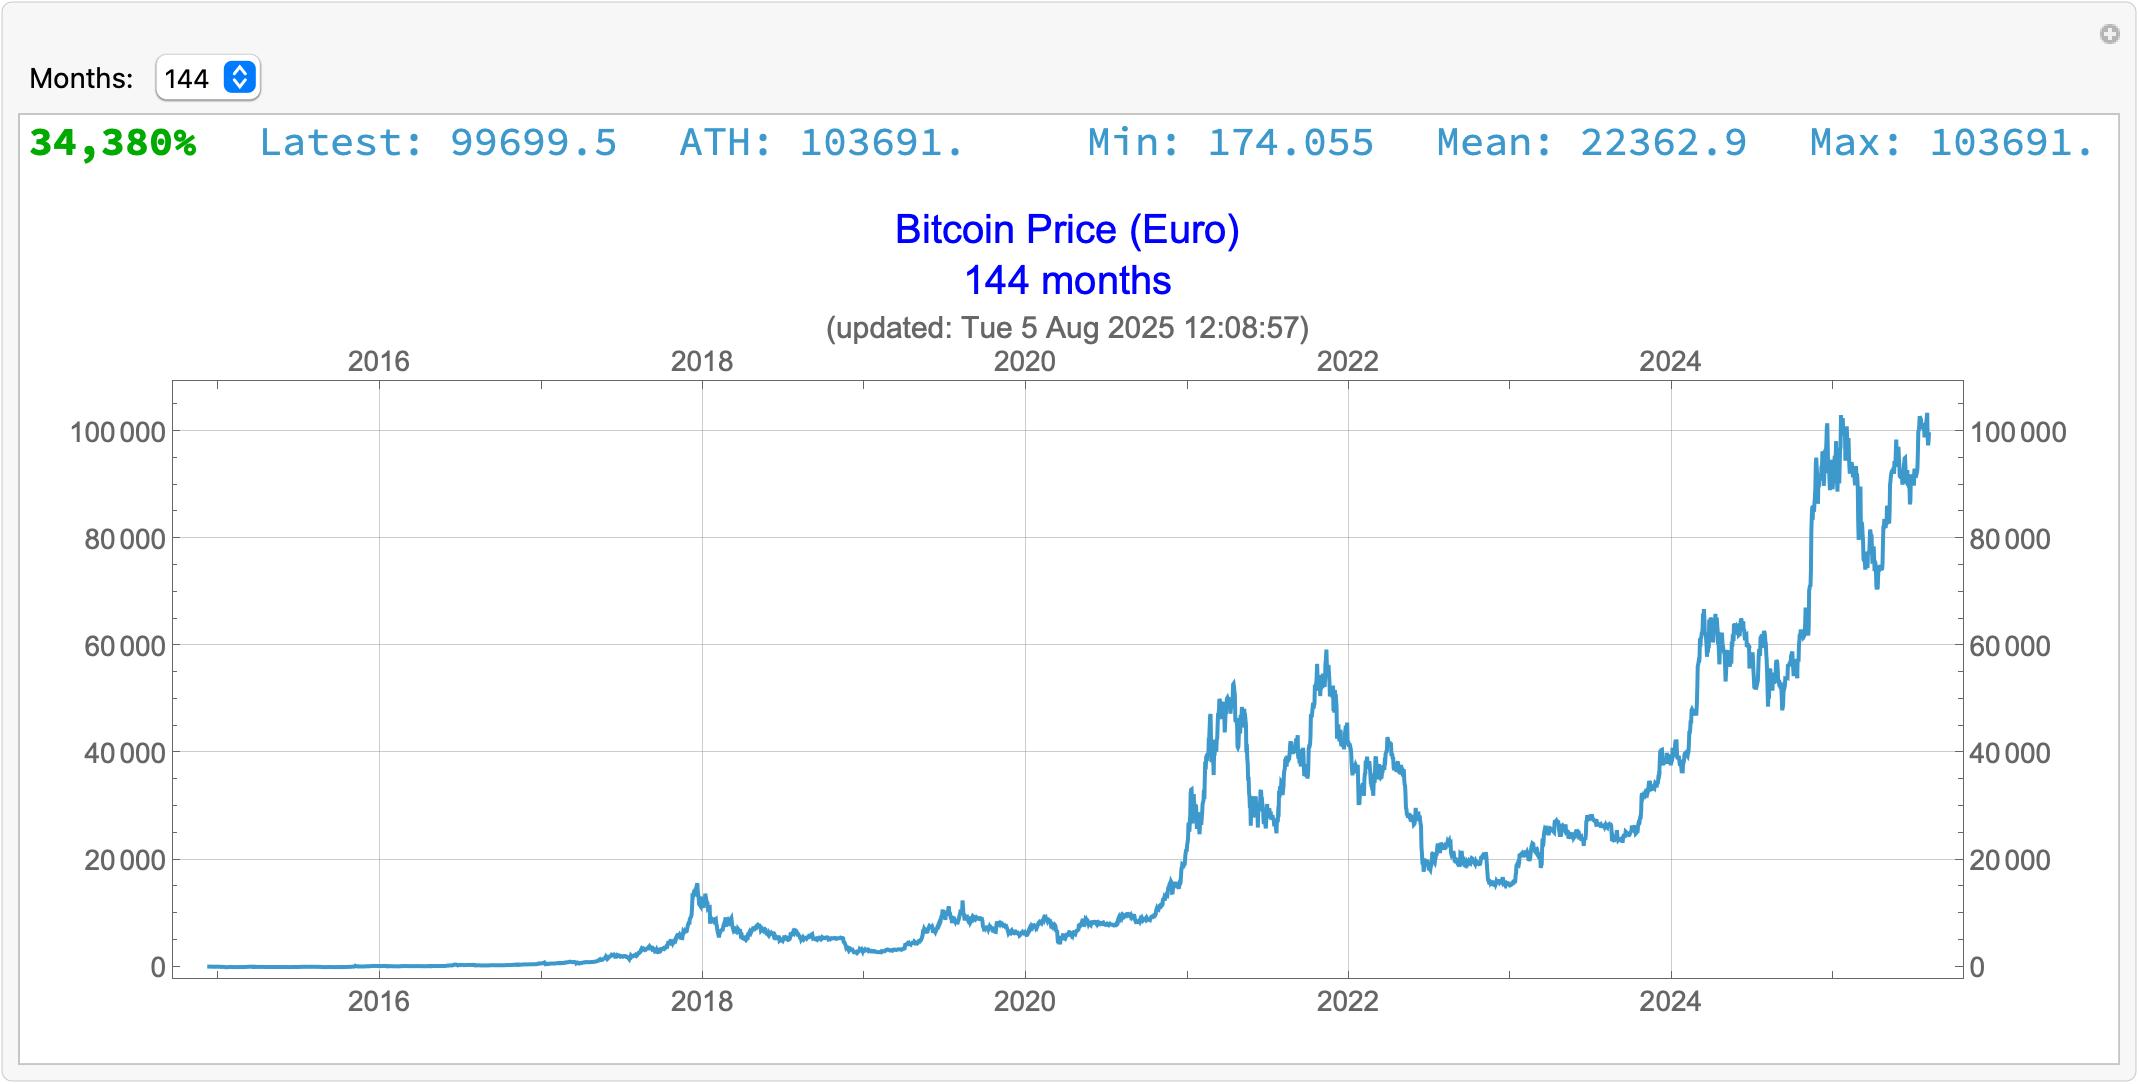 Months: 144
34,380% Latest: 99699.5 ATH: 103691. Min: 174.055 Mean: 22362.9 Max: 103691.
Bitcoin Price (Euro)
144 months
(updated: Tue 5 Aug 2025 12:08:57)
2016 2018 2020 2022 2024
100 000 100 000
80 000 80 000
60 000 60 000
40 000 40 000
20 000 20 000
0 0
2016 2018 2020 2022 2024